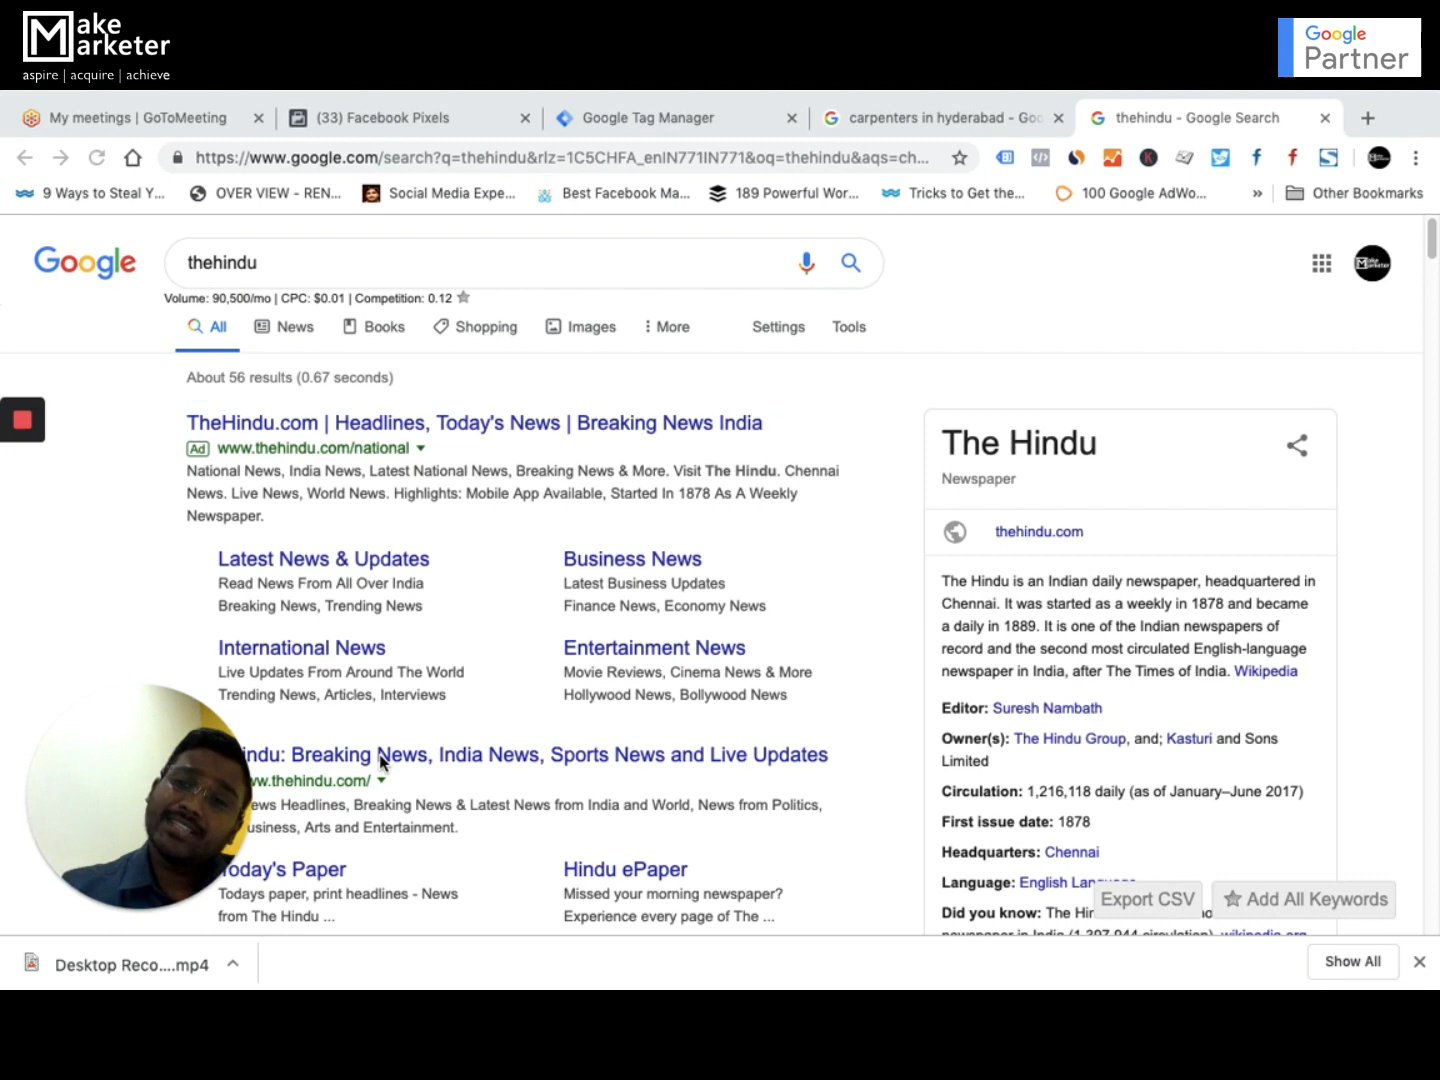 Make
Marketer
aspire | acquire | achieve
Google
Partner
My meetings | GoToMeeting
(33) Facebook Pixels
Google Tag Manager
carpenters in hyderabad - Goo
thehindu - Google Search
https://www.google.com/search?q=thehindu&rlz=1C5CHFA_enIN771IN771&oq=thehindu&aqs=ch...
9 Ways to Steal Y...
OVER VIEW - REN...
Social Media Expe...
Best Facebook Ma...
189 Powerful Wor...
Tricks to Get the...
100 Google AdWo...
»
Other Bookmarks
Google
thehindu
Volume: 90,500/mo | CPC: $0.01 | Competition: 0.12
All
News
Books
Shopping
Images
More
Settings
Tools
About 56 results (0.67 seconds)
TheHindu.com | Headlines, Today's News | Breaking News India
Ad www.thehindu.com/national
National News, India News, Latest National News, Breaking News & More. Visit The Hindu. Chennai
News. Live News, World News. Highlights: Mobile App Available, Started In 1878 As A Weekly
Newspaper.
Latest News & Updates
Read News From All Over India
Breaking News, Trending News
Business News
Latest Business Updates
Finance News, Economy News
International News
Live Updates From Around The World
Trending News, Articles, Interviews
Entertainment News
Movie Reviews, Cinema News & More
Hollywood News, Bollywood News
indu: Breaking News, India News, Sports News and Live Updates
ww.thehindu.com/
ews Headlines, Breaking News & Latest News from India and World, News from Politics,
usiness, Arts and Entertainment.
Today's Paper
Todays paper, print headlines - News
from The Hindu ...
Hindu ePaper
Missed your morning newspaper?
Experience every page of The ...
The Hindu
Newspaper
thehindu.com
The Hindu is an Indian daily newspaper, headquartered in
Chennai. It was started as a weekly in 1878 and became
a daily in 1889. It is one of the Indian newspapers of
record and the second most circulated English-language
newspaper in India, after The Times of India. Wikipedia
Editor: Suresh Nambath
Owner(s): The Hindu Group, and; Kasturi and Sons
Limited
Circulation: 1,216,118 daily (as of January–June 2017)
First issue date: 1878
Headquarters: Chennai
Language: English
Did you know: The
newspaper in India (1,397,944 circulation). wikipedia.org
Export CSV
Add All Keywords
Desktop Reco....mp4
Show All